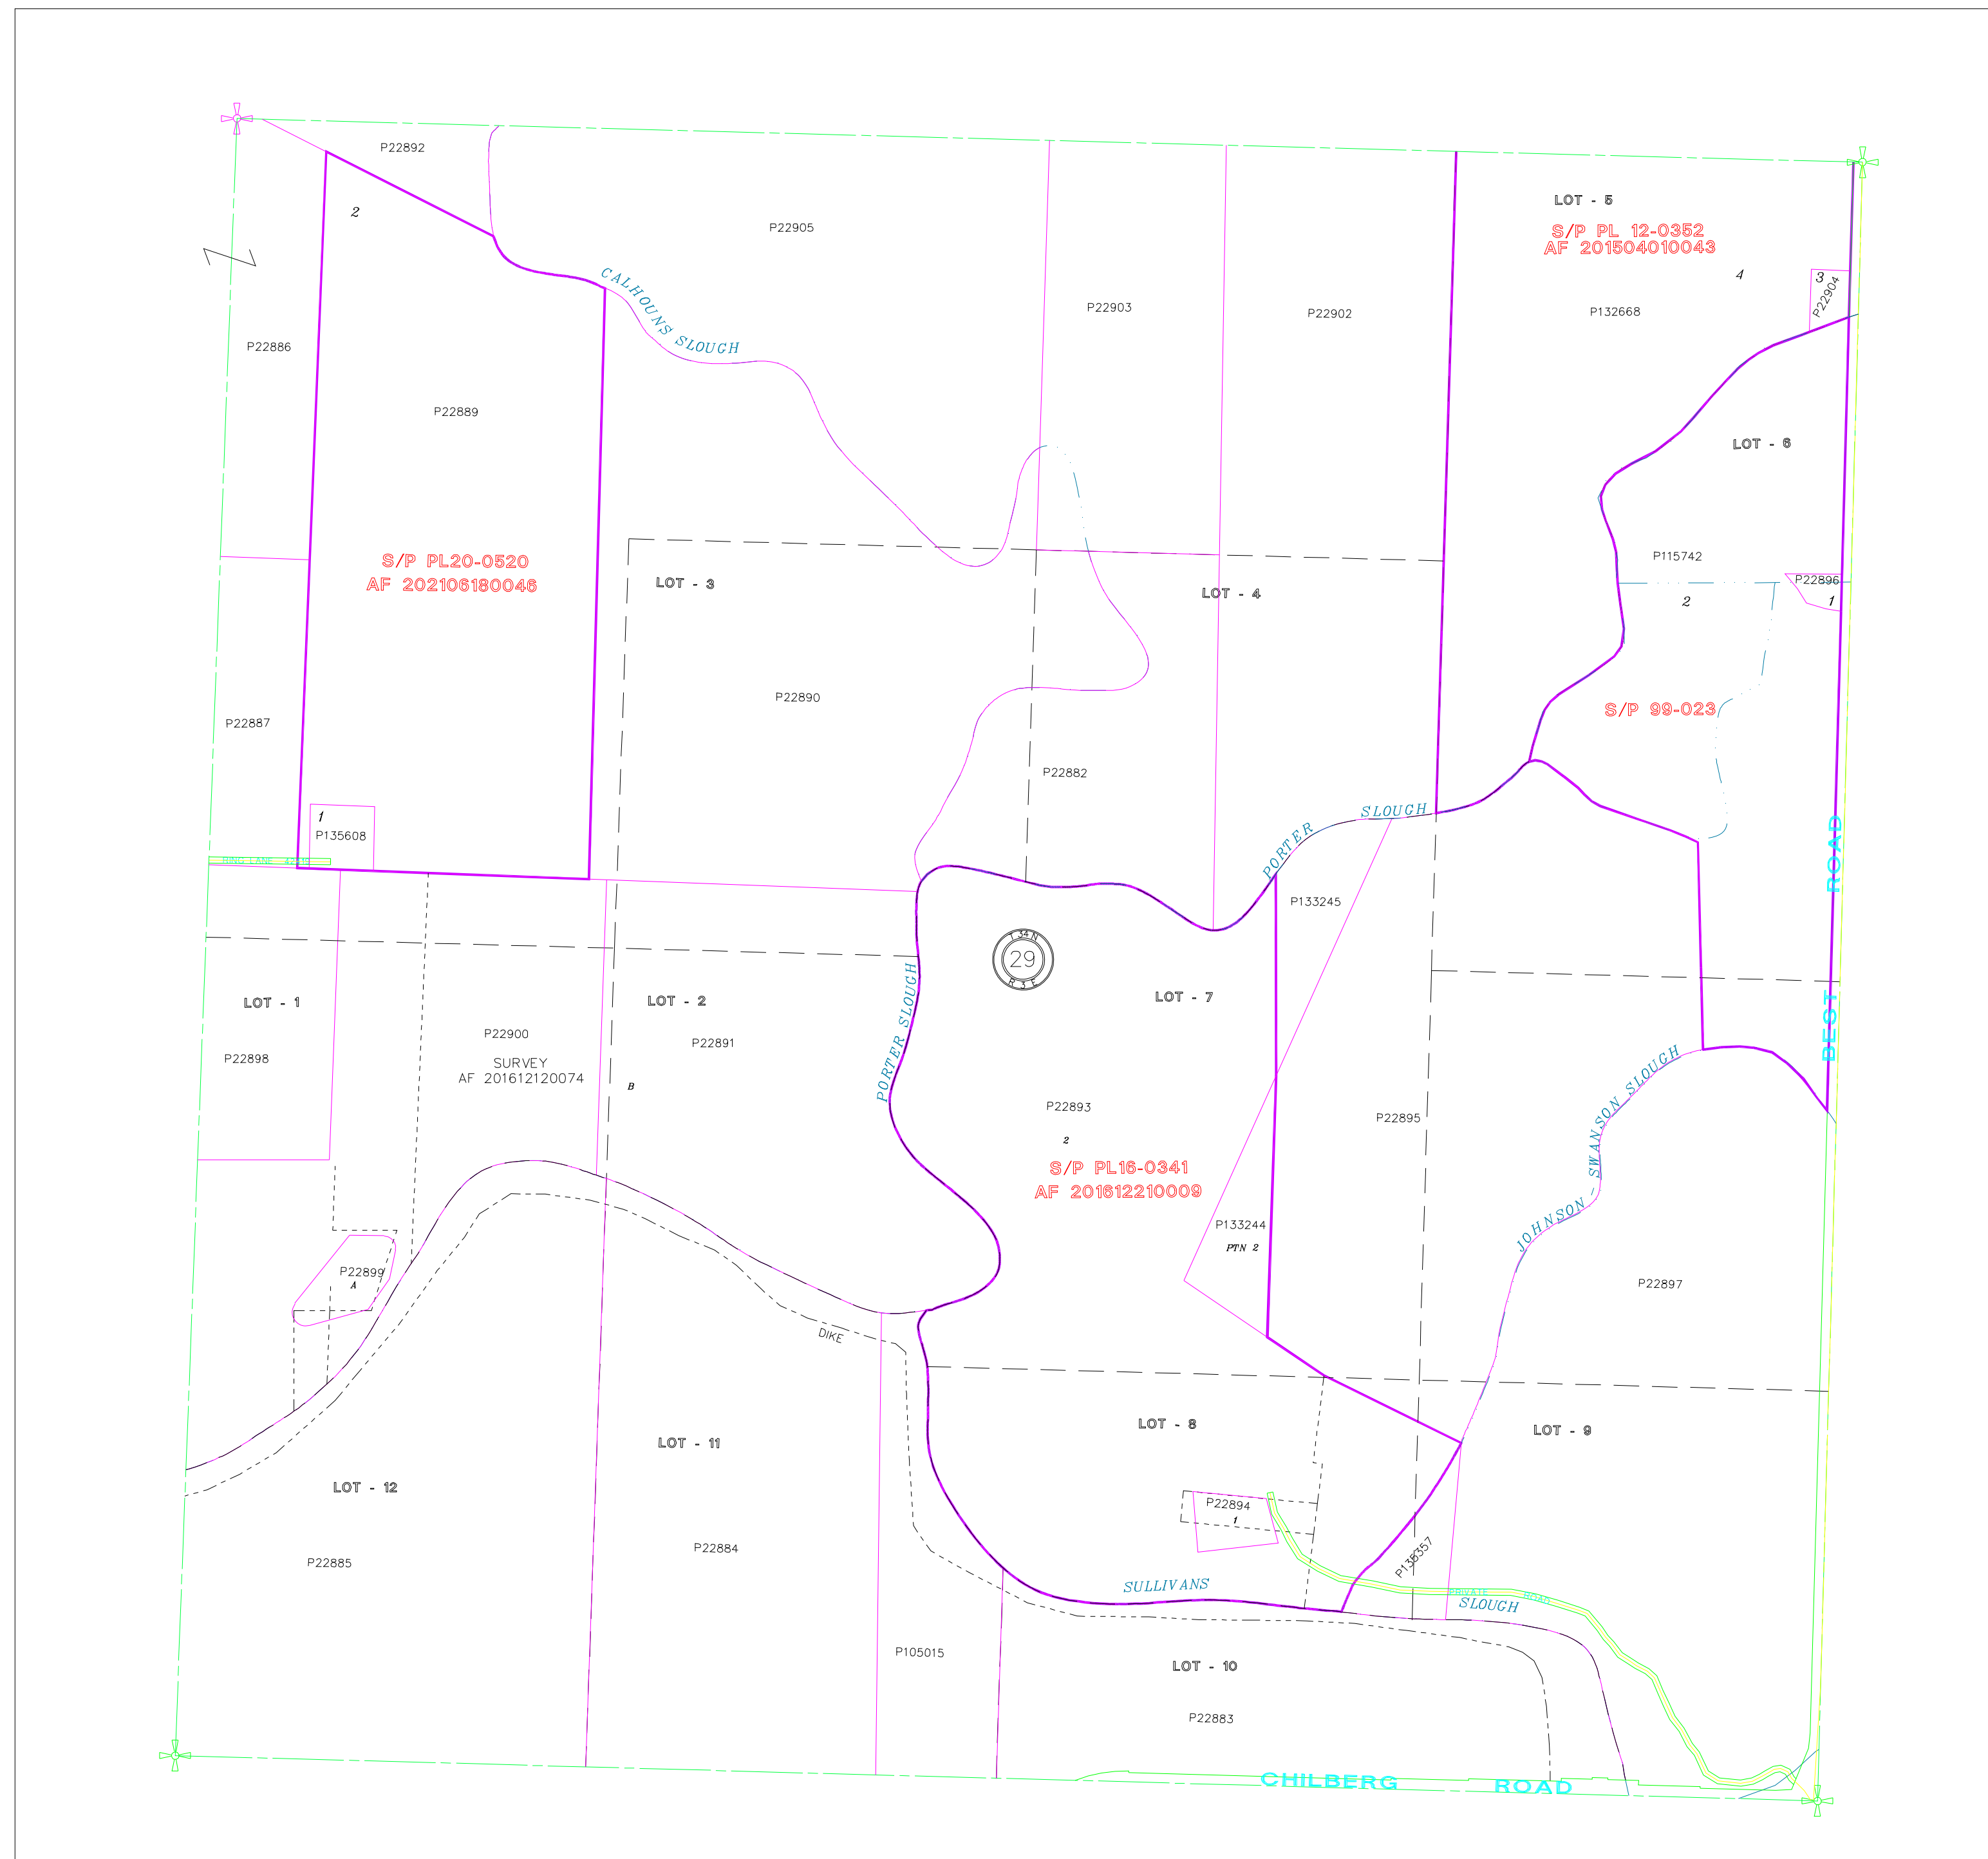 P22892
2
P22905
LOT - 5
S/P PL 12-0352
AF 201504010043
4
3
P22904
CALHOUNS SLOUGH
P22903
P22902
P132668
P22886
P22889
LOT - 6
S/P PL20-0520
AF 202106180046
LOT - 3
LOT - 4
P115742
P22896
2
1
P22890
S/P 99-023
P22887
P22882
1
P135608
PORTER SLOUGH
BEST ROAD
P133245
T 34 N
29
R 3 E
PORTER SLOUGH
LOT - 1
LOT - 2
LOT - 7
P22898
P22900
SURVEY
AF 201612120074
P22891
B
P22893
2
P22895
JOHNSON - SWANSON SLOUGH
S/P PL16-0341
AF 201612210009
P133244
PTN 2
P22899
A
P22897
DIKE
LOT - 8
LOT - 9
LOT - 11
LOT - 12
P22894
1
P22885
P22884
P135357
SULLIVANS SLOUGH
PRIVATE ROAD
P105015
LOT - 10
P22883
CHILBERG ROAD